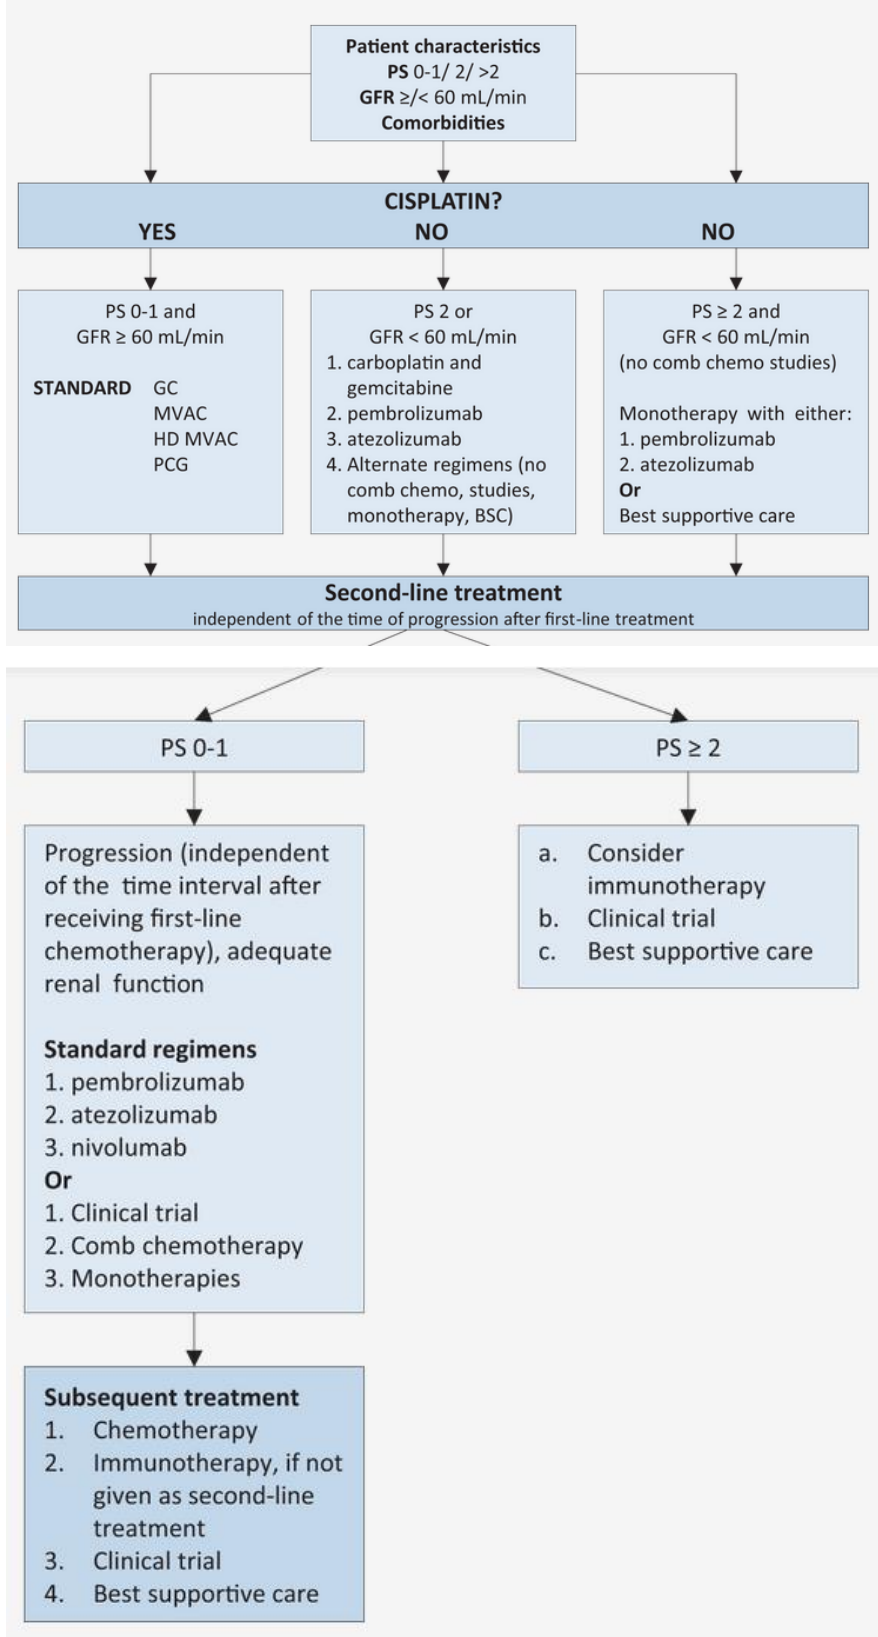 Patient characteristics
PS 0-1/ 2/ >2
GFR ≥/< 60 mL/min
Comorbidities
CISPLATIN?
YES
NO
NO
PS 0-1 and
GFR ≥ 60 mL/min
STANDARD GC
MVAC
HD MVAC
PCG
PS 2 or
GFR < 60 mL/min
1. carboplatin and
gemcitabine
2. pembrolizumab
3. atezolizumab
4. Alternate regimens (no
comb chemo, studies,
monotherapy, BSC)
PS ≥ 2 and
GFR < 60 mL/min
(no comb chemo studies)
Monotherapy with either:
1. pembrolizumab
2. atezolizumab
Or
Best supportive care
Second-line treatment
independent of the time of progression after first-line treatment
PS 0-1
Progression (independent
of the time interval after
receiving first-line
chemotherapy), adequate
renal function
Standard regimens
1. pembrolizumab
2. atezolizumab
3. nivolumab
Or
1. Clinical trial
2. Comb chemotherapy
3. Monotherapies
Subsequent treatment
1. Chemotherapy
2. Immunotherapy, if not
given as second-line
treatment
3. Clinical trial
4. Best supportive care
PS ≥ 2
a. Consider
immunotherapy
b. Clinical trial
c. Best supportive care